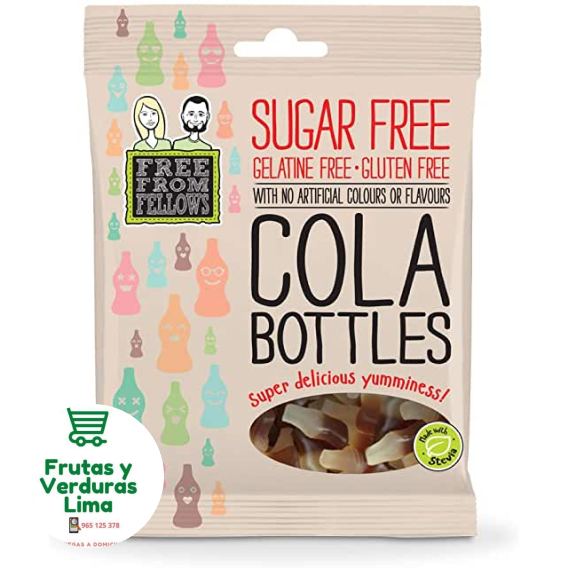 FREE
FROM
FELLOWS
SUGAR FREE
GELATINE FREE • GLUTEN FREE
WITH NO ARTIFICIAL COLOURS OR FLAVOURS
COLA
BOTTLES
Super delicious yumminess!
Made with
Stevia
Frutas y
Verduras
Lima
965 125 378
A DOMICI